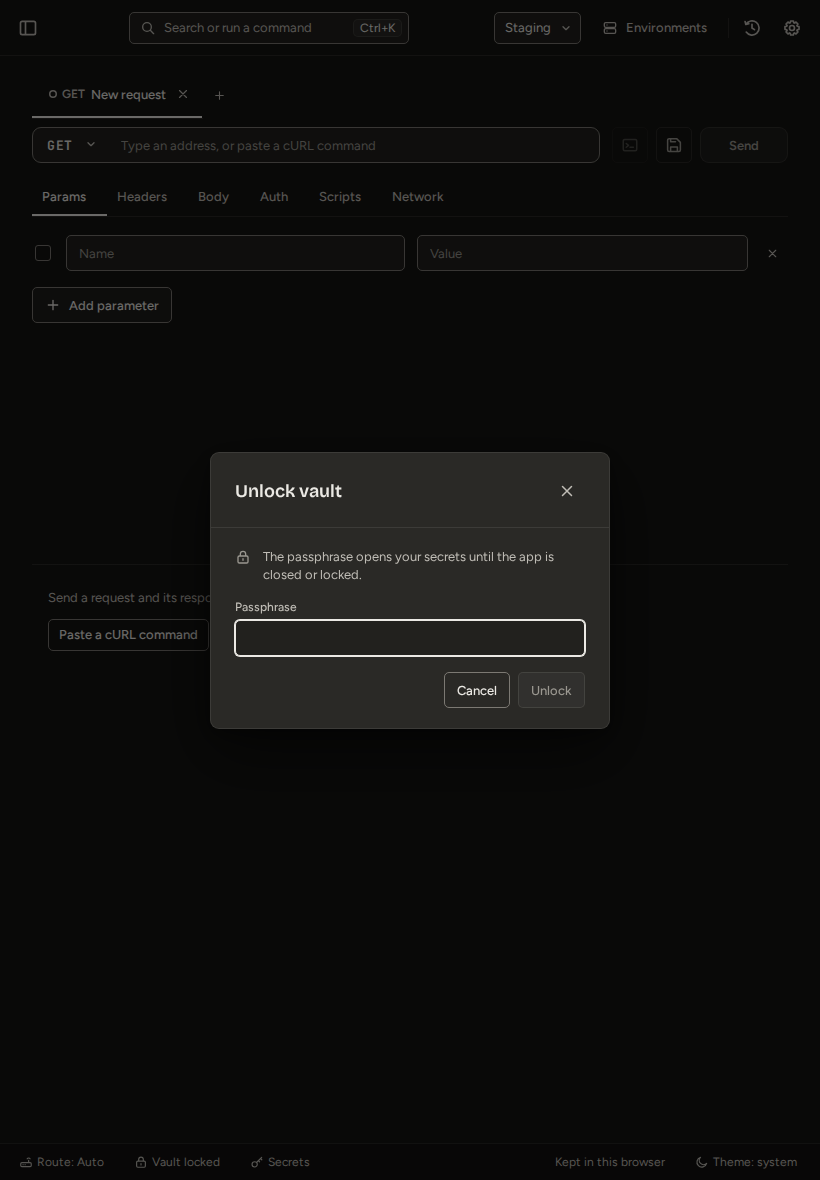 Search or run a command Ctrl+K Staging Environments
GET New request
GET Type an address, or paste a cURL command Send
Params Headers Body Auth Scripts Network
Name Value
Add parameter
Unlock vault
The passphrase opens your secrets until the app is
closed or locked.
Send a request and its respo
Passphrase
Paste a cURL command
Cancel Unlock
Route: Auto Vault locked Secrets Kept in this browser Theme: system